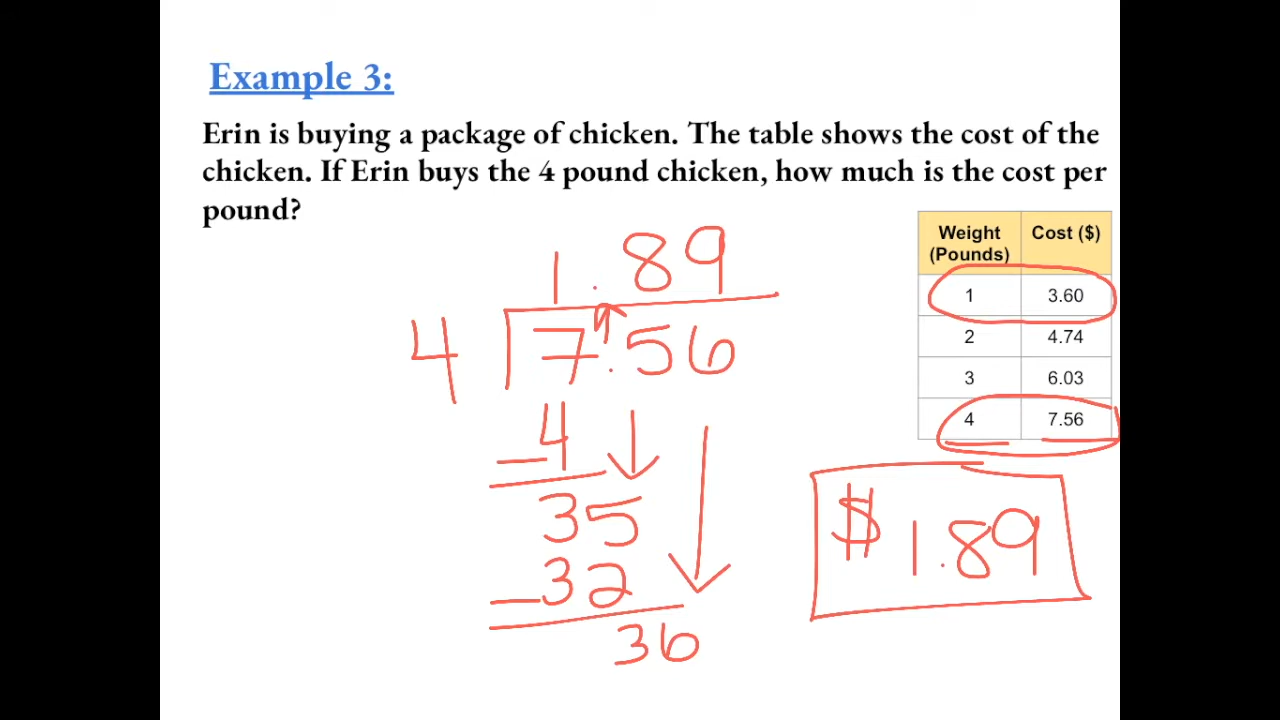 Example 3:
Erin is buying a package of chicken. The table shows the cost of the
chicken. If Erin buys the 4 pound chicken, how much is the cost per
pound?
Weight (Pounds) Cost ($)
1 3.60
2 4.74
3 6.03
4 7.56
1.89
4 7.56
-4
35
-32
36
$1.89